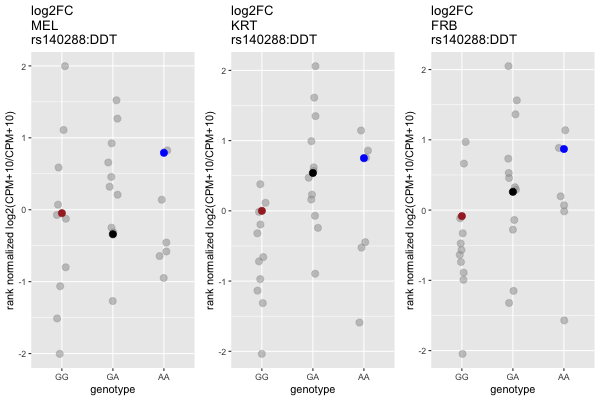 log2FC
MEL
rs140288:DDT
rank normalized log2(CPM+10/CPM+10)
2
1
0
-1
-2
GG
GA
AA
genotype
log2FC
KRT
rs140288:DDT
rank normalized log2(CPM+10/CPM+10)
2
1
0
-1
-2
GG
GA
AA
genotype
log2FC
FRB
rs140288:DDT
rank normalized log2(CPM+10/CPM+10)
2
1
0
-1
-2
GG
GA
AA
genotype